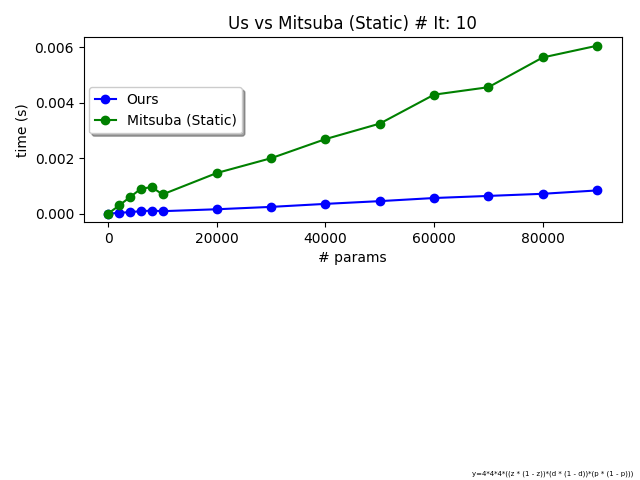 Us vs Mitsuba (Static) # It: 10
0.006
0.004
0.002
0.000
time (s)
Ours
Mitsuba (Static)
0
20000
40000
60000
80000
# params
y=4*4*4*((z * (1 - z))*(d * (1 - d))*(p * (1 - p)))